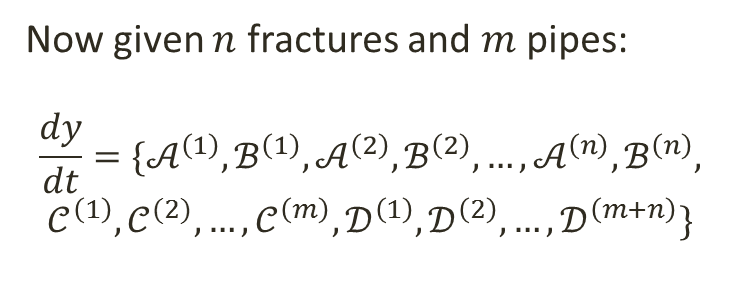 Now given n fractures and m pipes:
dy/dt = {𝒜^(1), ℬ^(1), 𝒜^(2), ℬ^(2), …, 𝒜^(n), ℬ^(n),
𝒞^(1), 𝒞^(2), …, 𝒞^(m), 𝒟^(1), 𝒟^(2), …, 𝒟^(m+n)}